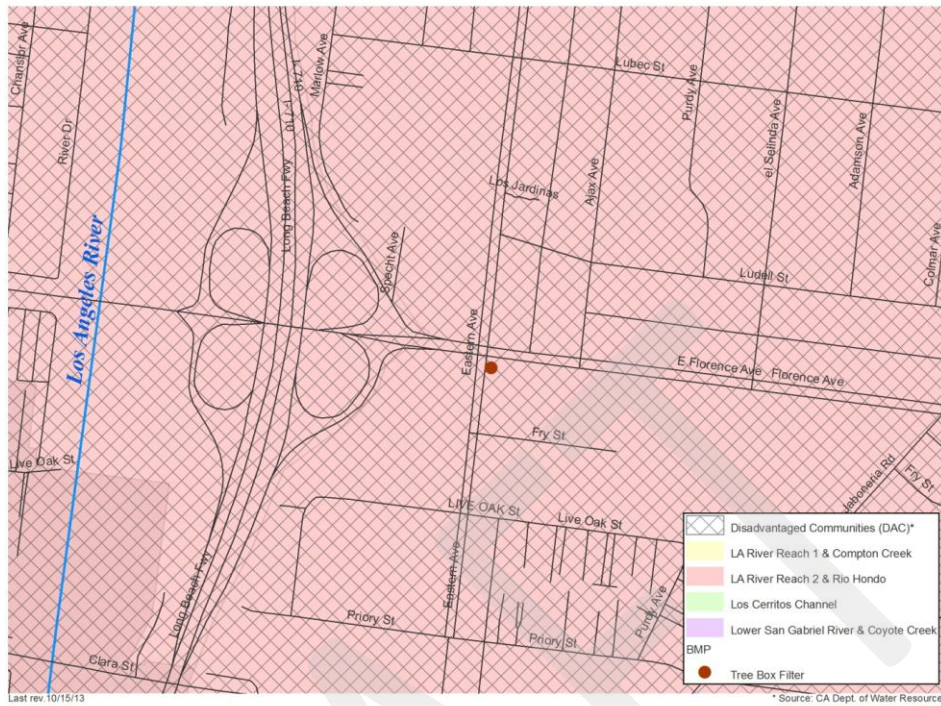 Chanslor Ave
River Dr
Los Angeles River
I-710
I-710
Marlow Ave
Long Beach Fwy
Lubec St
Purdy Ave
el Selinda Ave
Adamson Ave
Colmar Ave
Los Jardinas
Ajax Ave
Specht Ave
Ludell St
Eastern Ave
E Florence Ave
Florence Ave
Fry St
Live Oak St
LIVE OAK ST
Live Oak St
Jaboneria Rd
Fry St
Long Beach Fwy
Eastern Ave
Priory St
Priory St
Purdy Ave
Clara St
Disadvantaged Communities (DAC)*
LA River Reach 1 & Compton Creek
LA River Reach 2 & Rio Hondo
Los Cerritos Channel
Lower San Gabriel River & Coyote Creek
BMP
Tree Box Filter
Last rev.10/15/13
* Source: CA Dept. of Water Resource